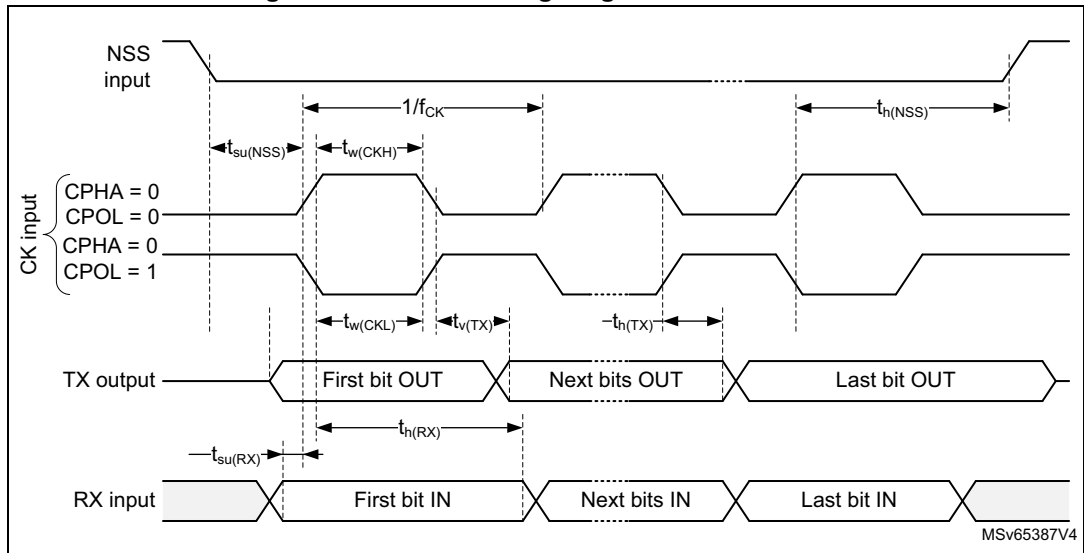 NSS
input
1/fCK
th(NSS)
tsu(NSS)
tw(CKH)
CK input
CPHA = 0
CPOL = 0
CPHA = 0
CPOL = 1
tw(CKL)
tv(TX)
th(TX)
TX output
First bit OUT
Next bits OUT
Last bit OUT
th(RX)
tsu(RX)
RX input
First bit IN
Next bits IN
Last bit IN
MSv65387V4